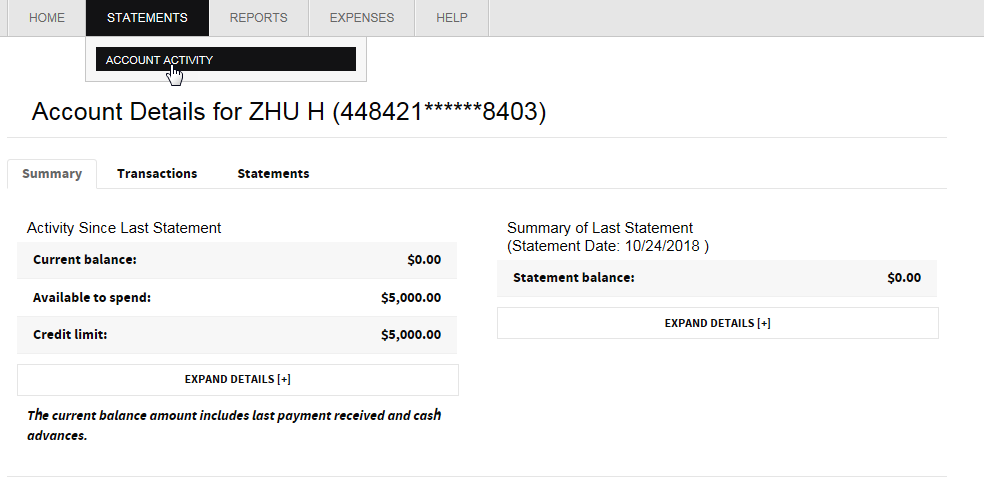 HOME STATEMENTS REPORTS EXPENSES HELP
ACCOUNT ACTIVITY
Account Details for ZHU H (448421******8403)
Summary Transactions Statements
Activity Since Last Statement
Current balance: $0.00
Available to spend: $5,000.00
Credit limit: $5,000.00
EXPAND DETAILS [+]
The current balance amount includes last payment received and cash
advances.
Summary of Last Statement
(Statement Date: 10/24/2018 )
Statement balance: $0.00
EXPAND DETAILS [+]